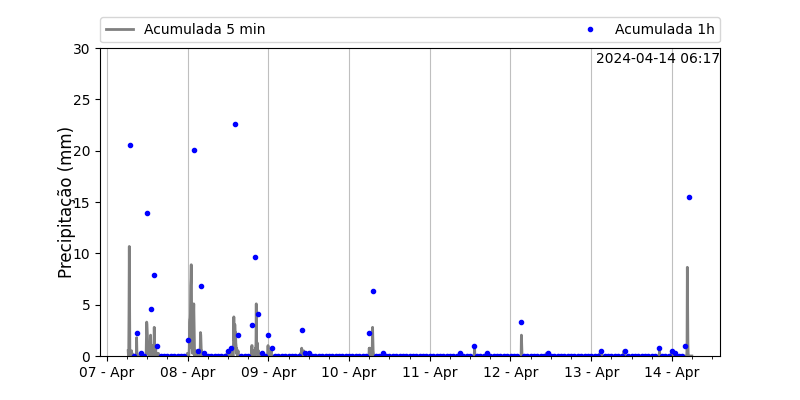 Acumulada 5 min
Acumulada 1h
2024-04-14 06:17
Precipitação (mm)
30
25
20
15
10
5
0
07 - Apr
08 - Apr
09 - Apr
10 - Apr
11 - Apr
12 - Apr
13 - Apr
14 - Apr